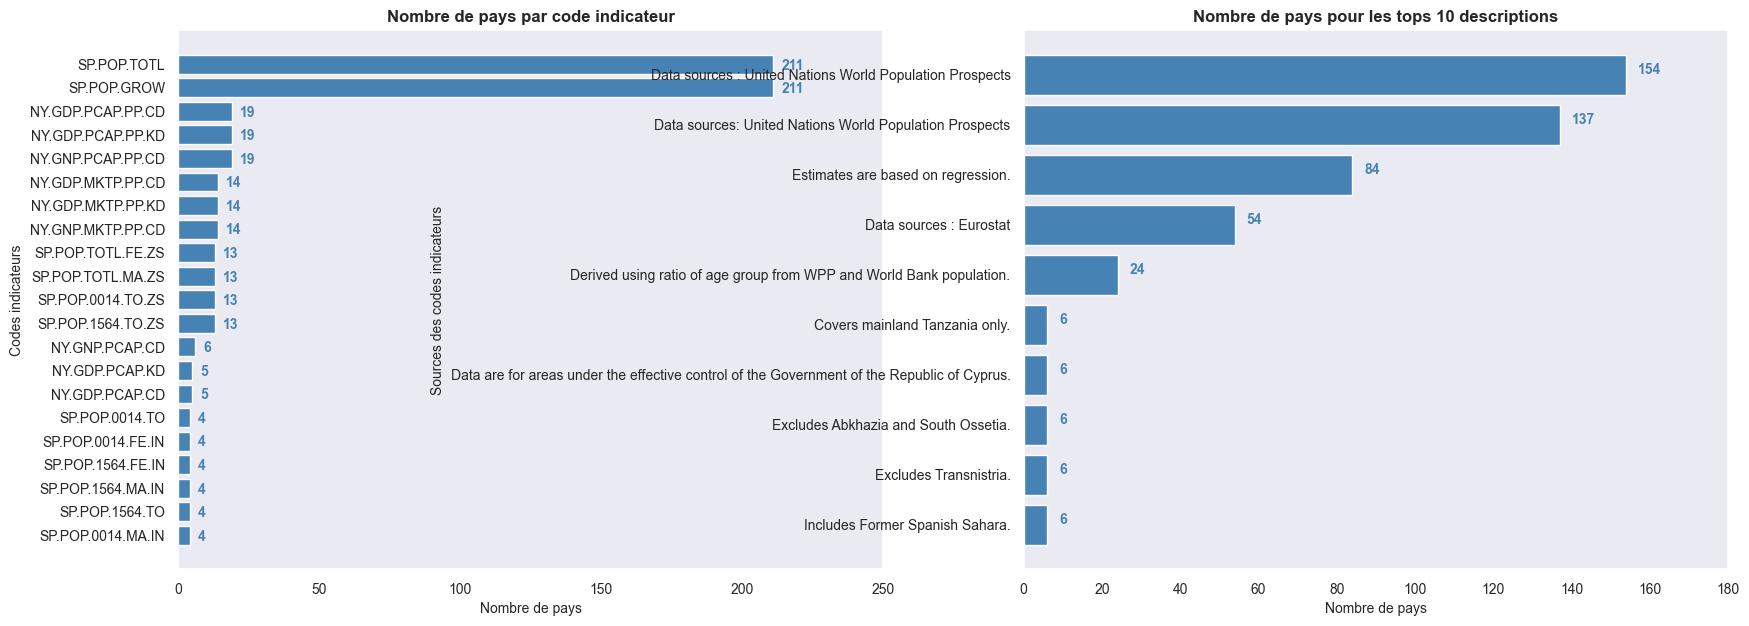 Nombre de pays par code indicateur
Codes indicateurs
SP.POP.TOTL 211
SP.POP.GROW 211
NY.GDP.PCAP.PP.CD 19
NY.GDP.PCAP.PP.KD 19
NY.GNP.PCAP.PP.CD 19
NY.GDP.MKTP.PP.CD 14
NY.GDP.MKTP.PP.KD 14
NY.GNP.MKTP.PP.CD 14
SP.POP.TOTL.FE.ZS 13
SP.POP.TOTL.MA.ZS 13
SP.POP.0014.TO.ZS 13
SP.POP.1564.TO.ZS 13
NY.GNP.PCAP.CD 6
NY.GDP.PCAP.KD 5
NY.GDP.PCAP.CD 5
SP.POP.0014.TO 4
SP.POP.0014.FE.IN 4
SP.POP.1564.FE.IN 4
SP.POP.1564.MA.IN 4
SP.POP.1564.TO 4
SP.POP.0014.MA.IN 4
0 50 100 150 200 250
Nombre de pays
Nombre de pays pour les tops 10 descriptions
Sources des codes indicateurs
Data sources : United Nations World Population Prospects 154
Data sources: United Nations World Population Prospects 137
Estimates are based on regression. 84
Data sources : Eurostat 54
Derived using ratio of age group from WPP and World Bank population. 24
Covers mainland Tanzania only. 6
Data are for areas under the effective control of the Government of the Republic of Cyprus. 6
Excludes Abkhazia and South Ossetia. 6
Excludes Transnistria. 6
Includes Former Spanish Sahara. 6
0 20 40 60 80 100 120 140 160 180
Nombre de pays